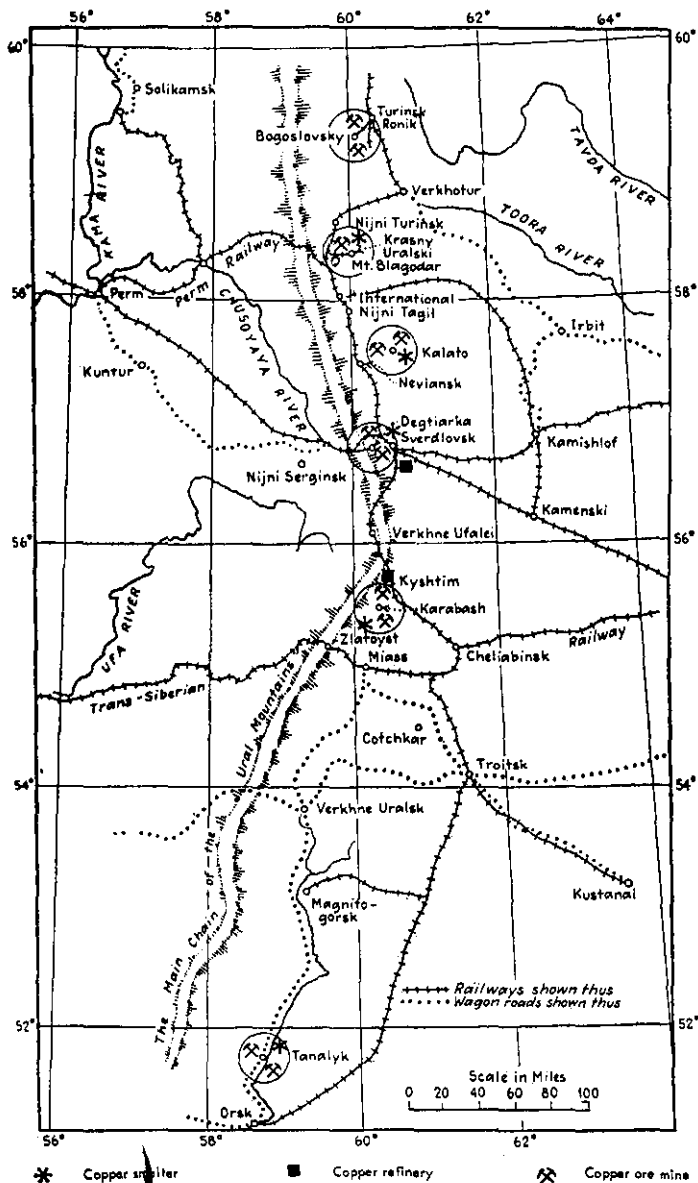 56°
58°
60°
62°
64°
60°
60°
Solikamsk
Turinsk
Ronik
Bogoslovsky
KAMA RIVER
TAVDA RIVER
Verkhotur
Nijni Turinsk
TOORA RIVER
Krasny
Uralski
Mt. Blagodar
Perm Railway
58°
58°
Perm
CHUSOYAYA RIVER
International
Nijni Tagil
Irbit
Kalato
Kuntur
Neviansk
Degtiarka
Sverdlovsk
Kamishlof
Nijni Serginsk
Kamenski
Verkhne Ufalei
56°
56°
Kyshtim
Karabash
UFA RIVER
Zlatoyst
Miass
Cheliabinsk
Railway
Trans-Siberian
Cotchkar
Troitsk
54°
54°
Verkhne Uralsk
The Main Chain of the Ural Mountains
Kustanai
Magnito-
gorsk
Railways shown thus
Wagon roads shown thus
52°
52°
Tanalyk
Scale in Miles
0 20 40 60 80 100
Orsk
56°
58°
60°
62°
Copper smelter
Copper refinery
Copper ore mine